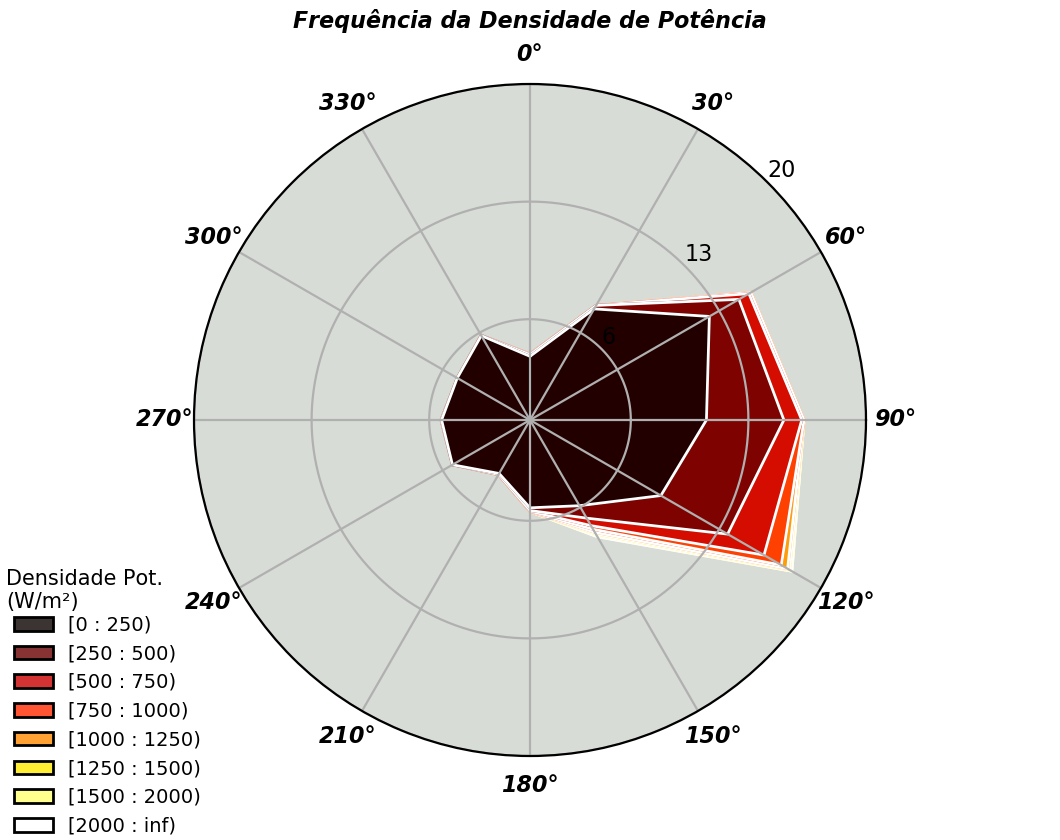 Frequência da Densidade de Potência
0°
330°
30°
20
300°
60°
13
6
270°
90°
240°
120°
210°
150°
180°
Densidade Pot.
(W/m²)
[0 : 250)
[250 : 500)
[500 : 750)
[750 : 1000)
[1000 : 1250)
[1250 : 1500)
[1500 : 2000)
[2000 : inf)